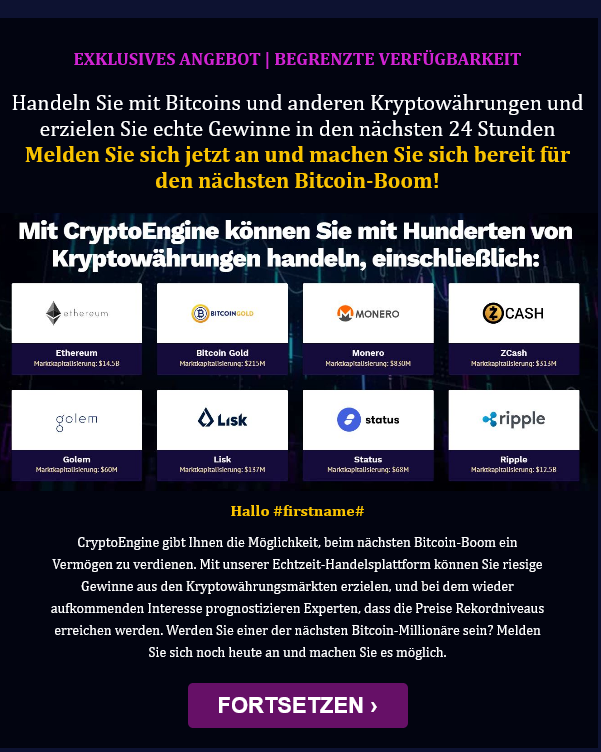 EXKLUSIVES ANGEBOT | BEGRENZTE VERFÜGBARKEIT
Handeln Sie mit Bitcoins und anderen Kryptowährungen und
erzielen Sie echte Gewinne in den nächsten 24 Stunden
Melden Sie sich jetzt an und machen Sie sich bereit für
den nächsten Bitcoin-Boom!
Mit CryptoEngine können Sie mit Hunderten von
Kryptowährungen handeln, einschließlich:
ethereum
BITCOINGOLD
MONERO
ZCASH
Ethereum
Bitcoin Gold
Monero
ZCash
Marktkapitalisierung: $14.5B
Marktkapitalisierung: $215M
Marktkapitalisierung: $830M
Marktkapitalisierung: $313M
golem
Lisk
status
ripple
Golem
Lisk
Status
Ripple
Marktkapitalisierung: $60M
Marktkapitalisierung: $137M
Marktkapitalisierung: $68M
Marktkapitalisierung: $12.5B
Hallo #firstname#
CryptoEngine gibt Ihnen die Möglichkeit, beim nächsten Bitcoin-Boom ein
Vermögen zu verdienen. Mit unserer Echtzeit-Handelsplattform können Sie riesige
Gewinne aus den Kryptowährungsmärkten erzielen, und bei dem wieder
aufkommenden Interesse prognostizieren Experten, dass die Preise Rekordniveaus
erreichen werden. Werden Sie einer der nächsten Bitcoin-Millionäre sein? Melden
Sie sich noch heute an und machen Sie es möglich.
FORTSETZEN ›